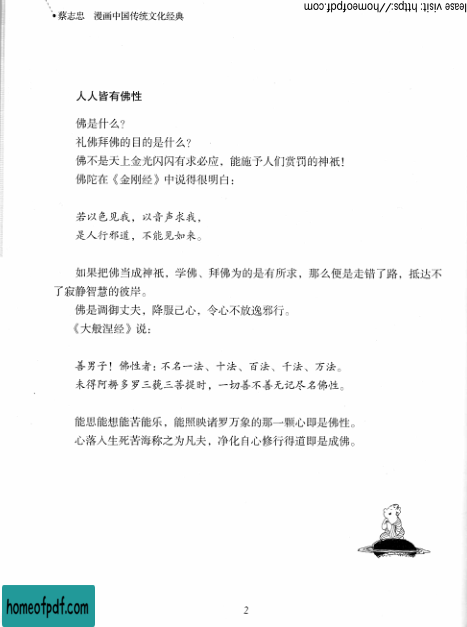 please visit: https://homeofpdf.com
•蔡志忠 漫画中国传统文化经典
人人皆有佛性
佛是什么？
礼佛拜佛的目的是什么？
佛不是天上金光闪闪有求必应，能施予人们赏罚的神祇！
佛陀在《金刚经》中说得很明白：
若以色见我，以音声求我，
是人行邪道，不能见如来。
如果把佛当成神祇，学佛、拜佛为的是有所求，那么便是走错了路，抵达不
了寂静智慧的彼岸。
佛是调御丈夫，降服己心，令心不放逸邪行。
《大般涅经》说：
善男子！佛性者：不名一法、十法、百法、千法、万法。
未得阿耨多罗三藐三菩提时，一切善不善无记尽名佛性。
能思能想能苦能乐，能照映诸罗万象的那一颗心即是佛性。
心落入生死苦海称之为凡夫，净化自心修行得道即是成佛。
homeofpdf.com
2